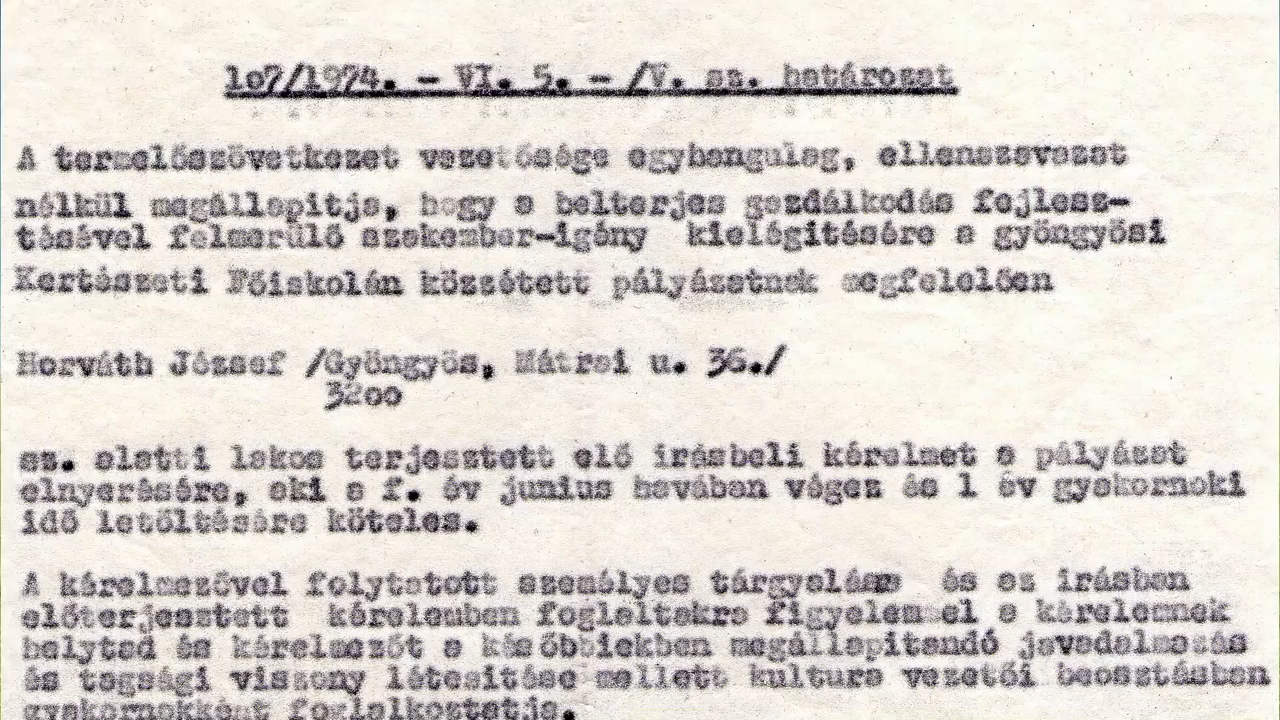 1o7/1974. - VI. 5. - /V. sz. határozat
A termelőszövetkezet vezetősége egyhangulag, ellenszavazat
nélkül megállapitja, hogy a belterjes gazdálkodás fejlesz-
tésével felmerülő szakember-igény kielégitésére a gyöngyösi
Kertészeti Főiskolán közzétett pályázatnak megfelelően
Horváth József /Gyöngyös, Mátrai u. 36./
32oo
sz. alatti lakos terjesztett elő irásbeli kérelmet a pályázat
elnyerésére, aki a f. év junius havában végez és 1 év gyakornoki
idő letöltésére köteles.
A kérelmezővel folytatott személyes tárgyalás és az irásban
előterjesztett kérelemben foglaltakra figyelemmel a kérelemnek
helytad és kérelmezőt a későbbiekben megállapitandó javadalmazás
és tagsági viszony létesitése mellett kultura vezetői beosztásban
gyakornokként foglalkoztatja.